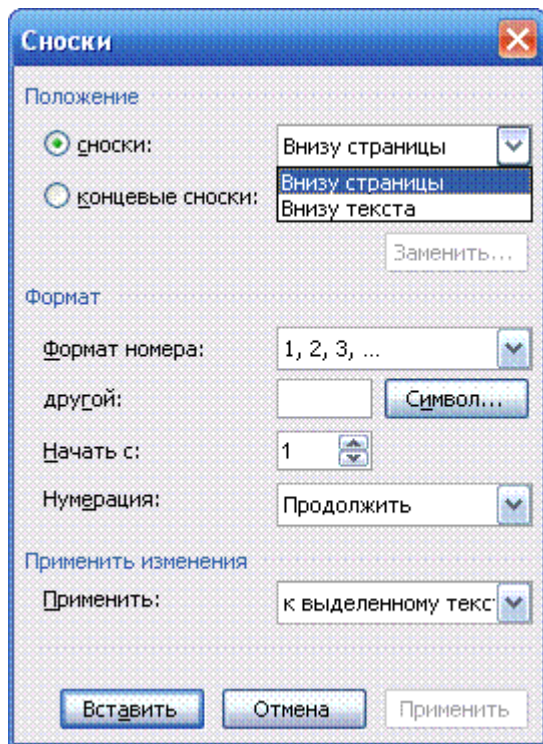 Сноски
Положение
сноски:
Внизу страницы
Внизу страницы
концевые сноски:
Внизу текста
Заменить...
Формат
Формат номера:
1, 2, 3, ...
другой:
Символ...
Начать с:
1
Нумерация:
Продолжить
Применить изменения
Применить:
к выделенному текс
Вставить
Отмена
Применить